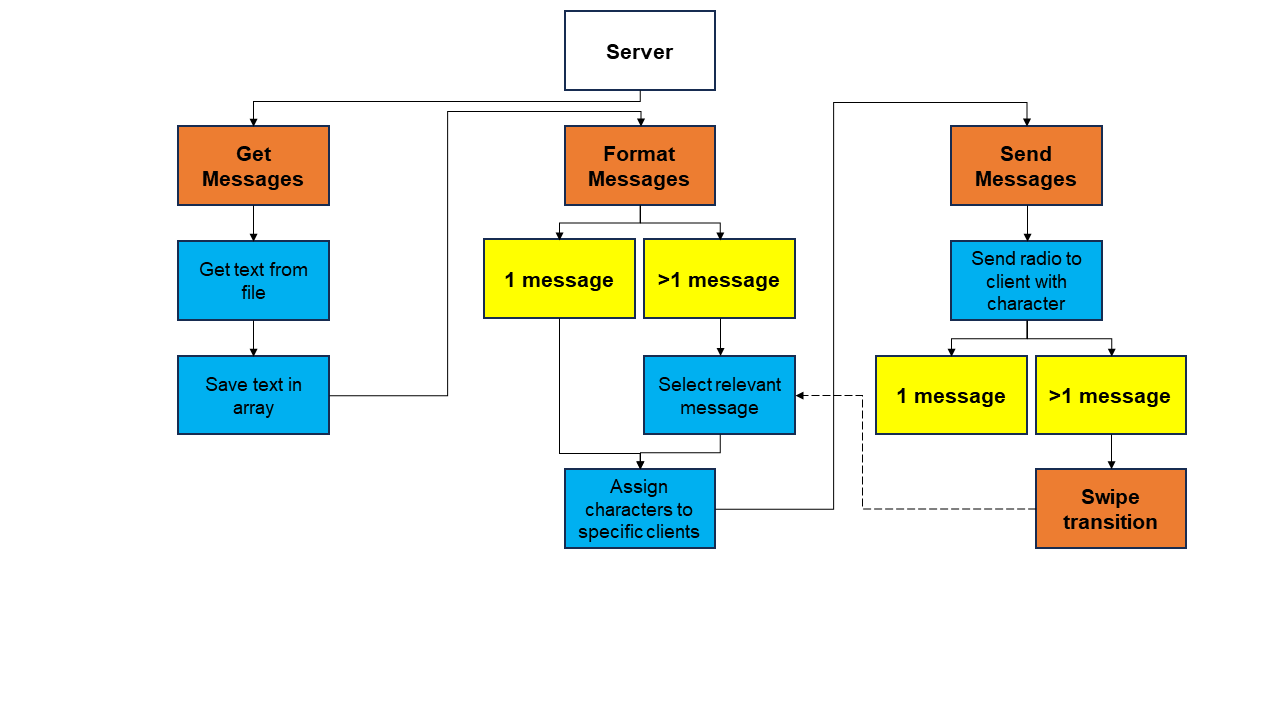 Server
Get
Messages
Get text from
file
Save text in
array
Format
Messages
1 message
>1 message
Select relevant
message
Assign
characters to
specific clients
Send
Messages
Send radio to
client with
character
1 message
>1 message
Swipe
transition